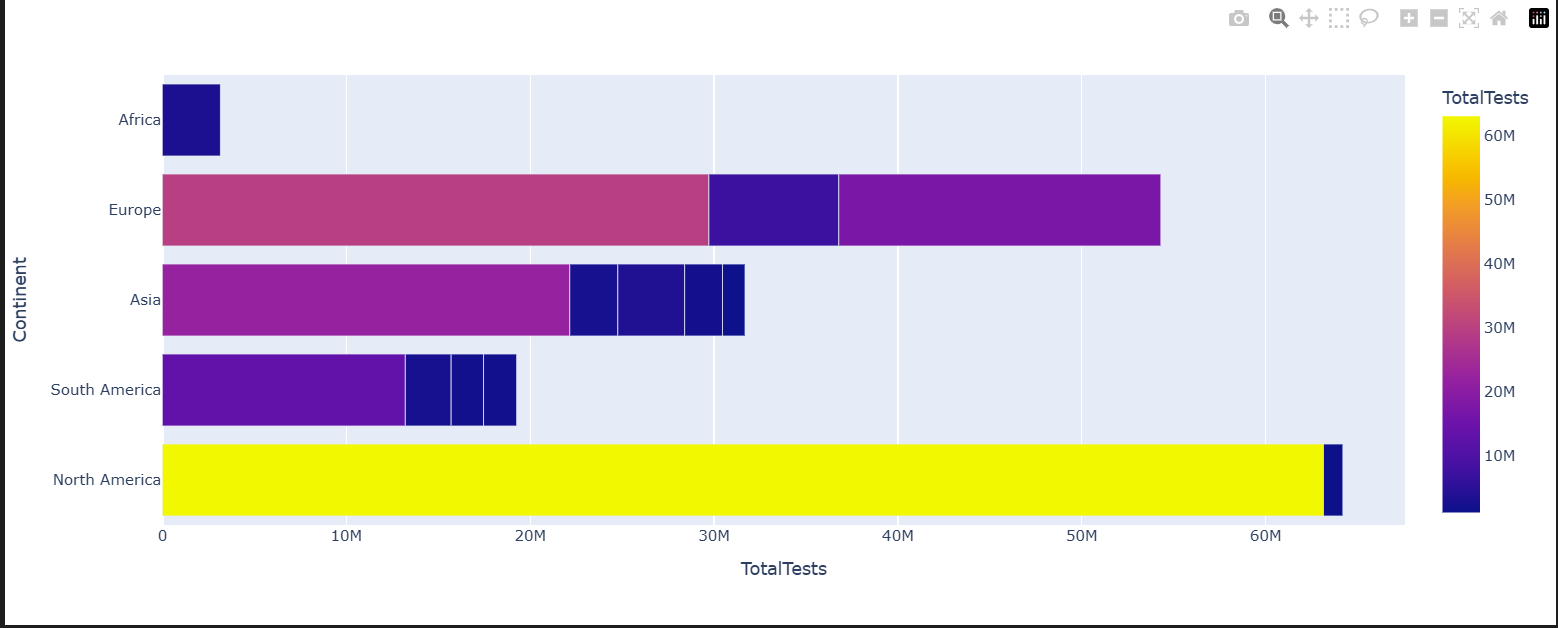 TotalTests
60M
50M
40M
30M
20M
10M
Continent
Africa
Europe
Asia
South America
North America
0 10M 20M 30M 40M 50M 60M
TotalTests